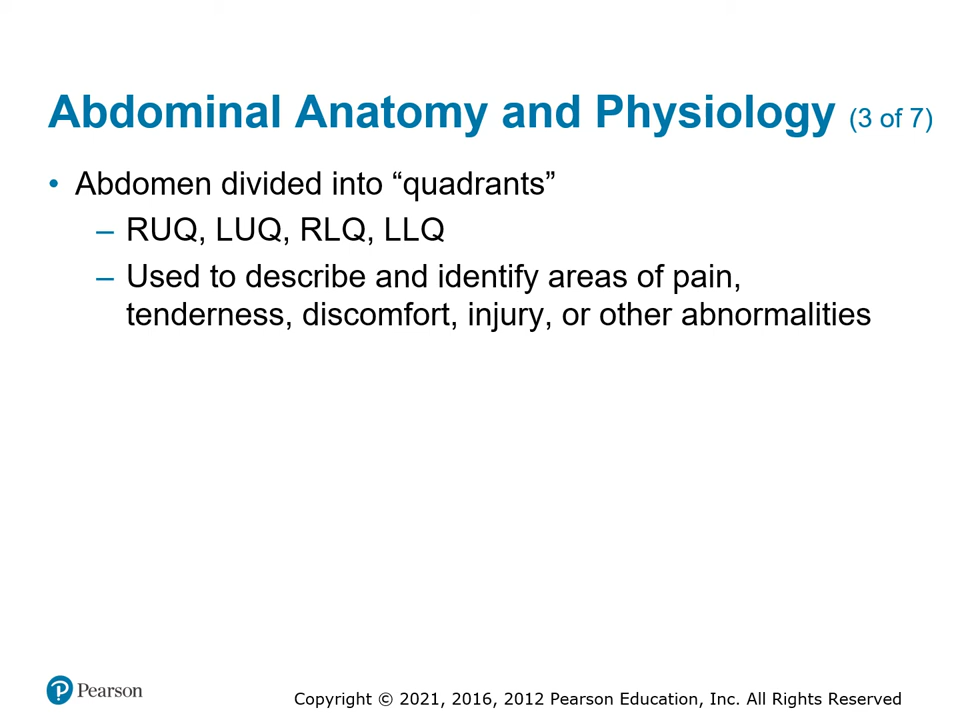 Abdominal Anatomy and Physiology (3 of 7)
• Abdomen divided into “quadrants”
– RUQ, LUQ, RLQ, LLQ
– Used to describe and identify areas of pain,
tenderness, discomfort, injury, or other abnormalities
Pearson
Copyright © 2021, 2016, 2012 Pearson Education, Inc. All Rights Reserved